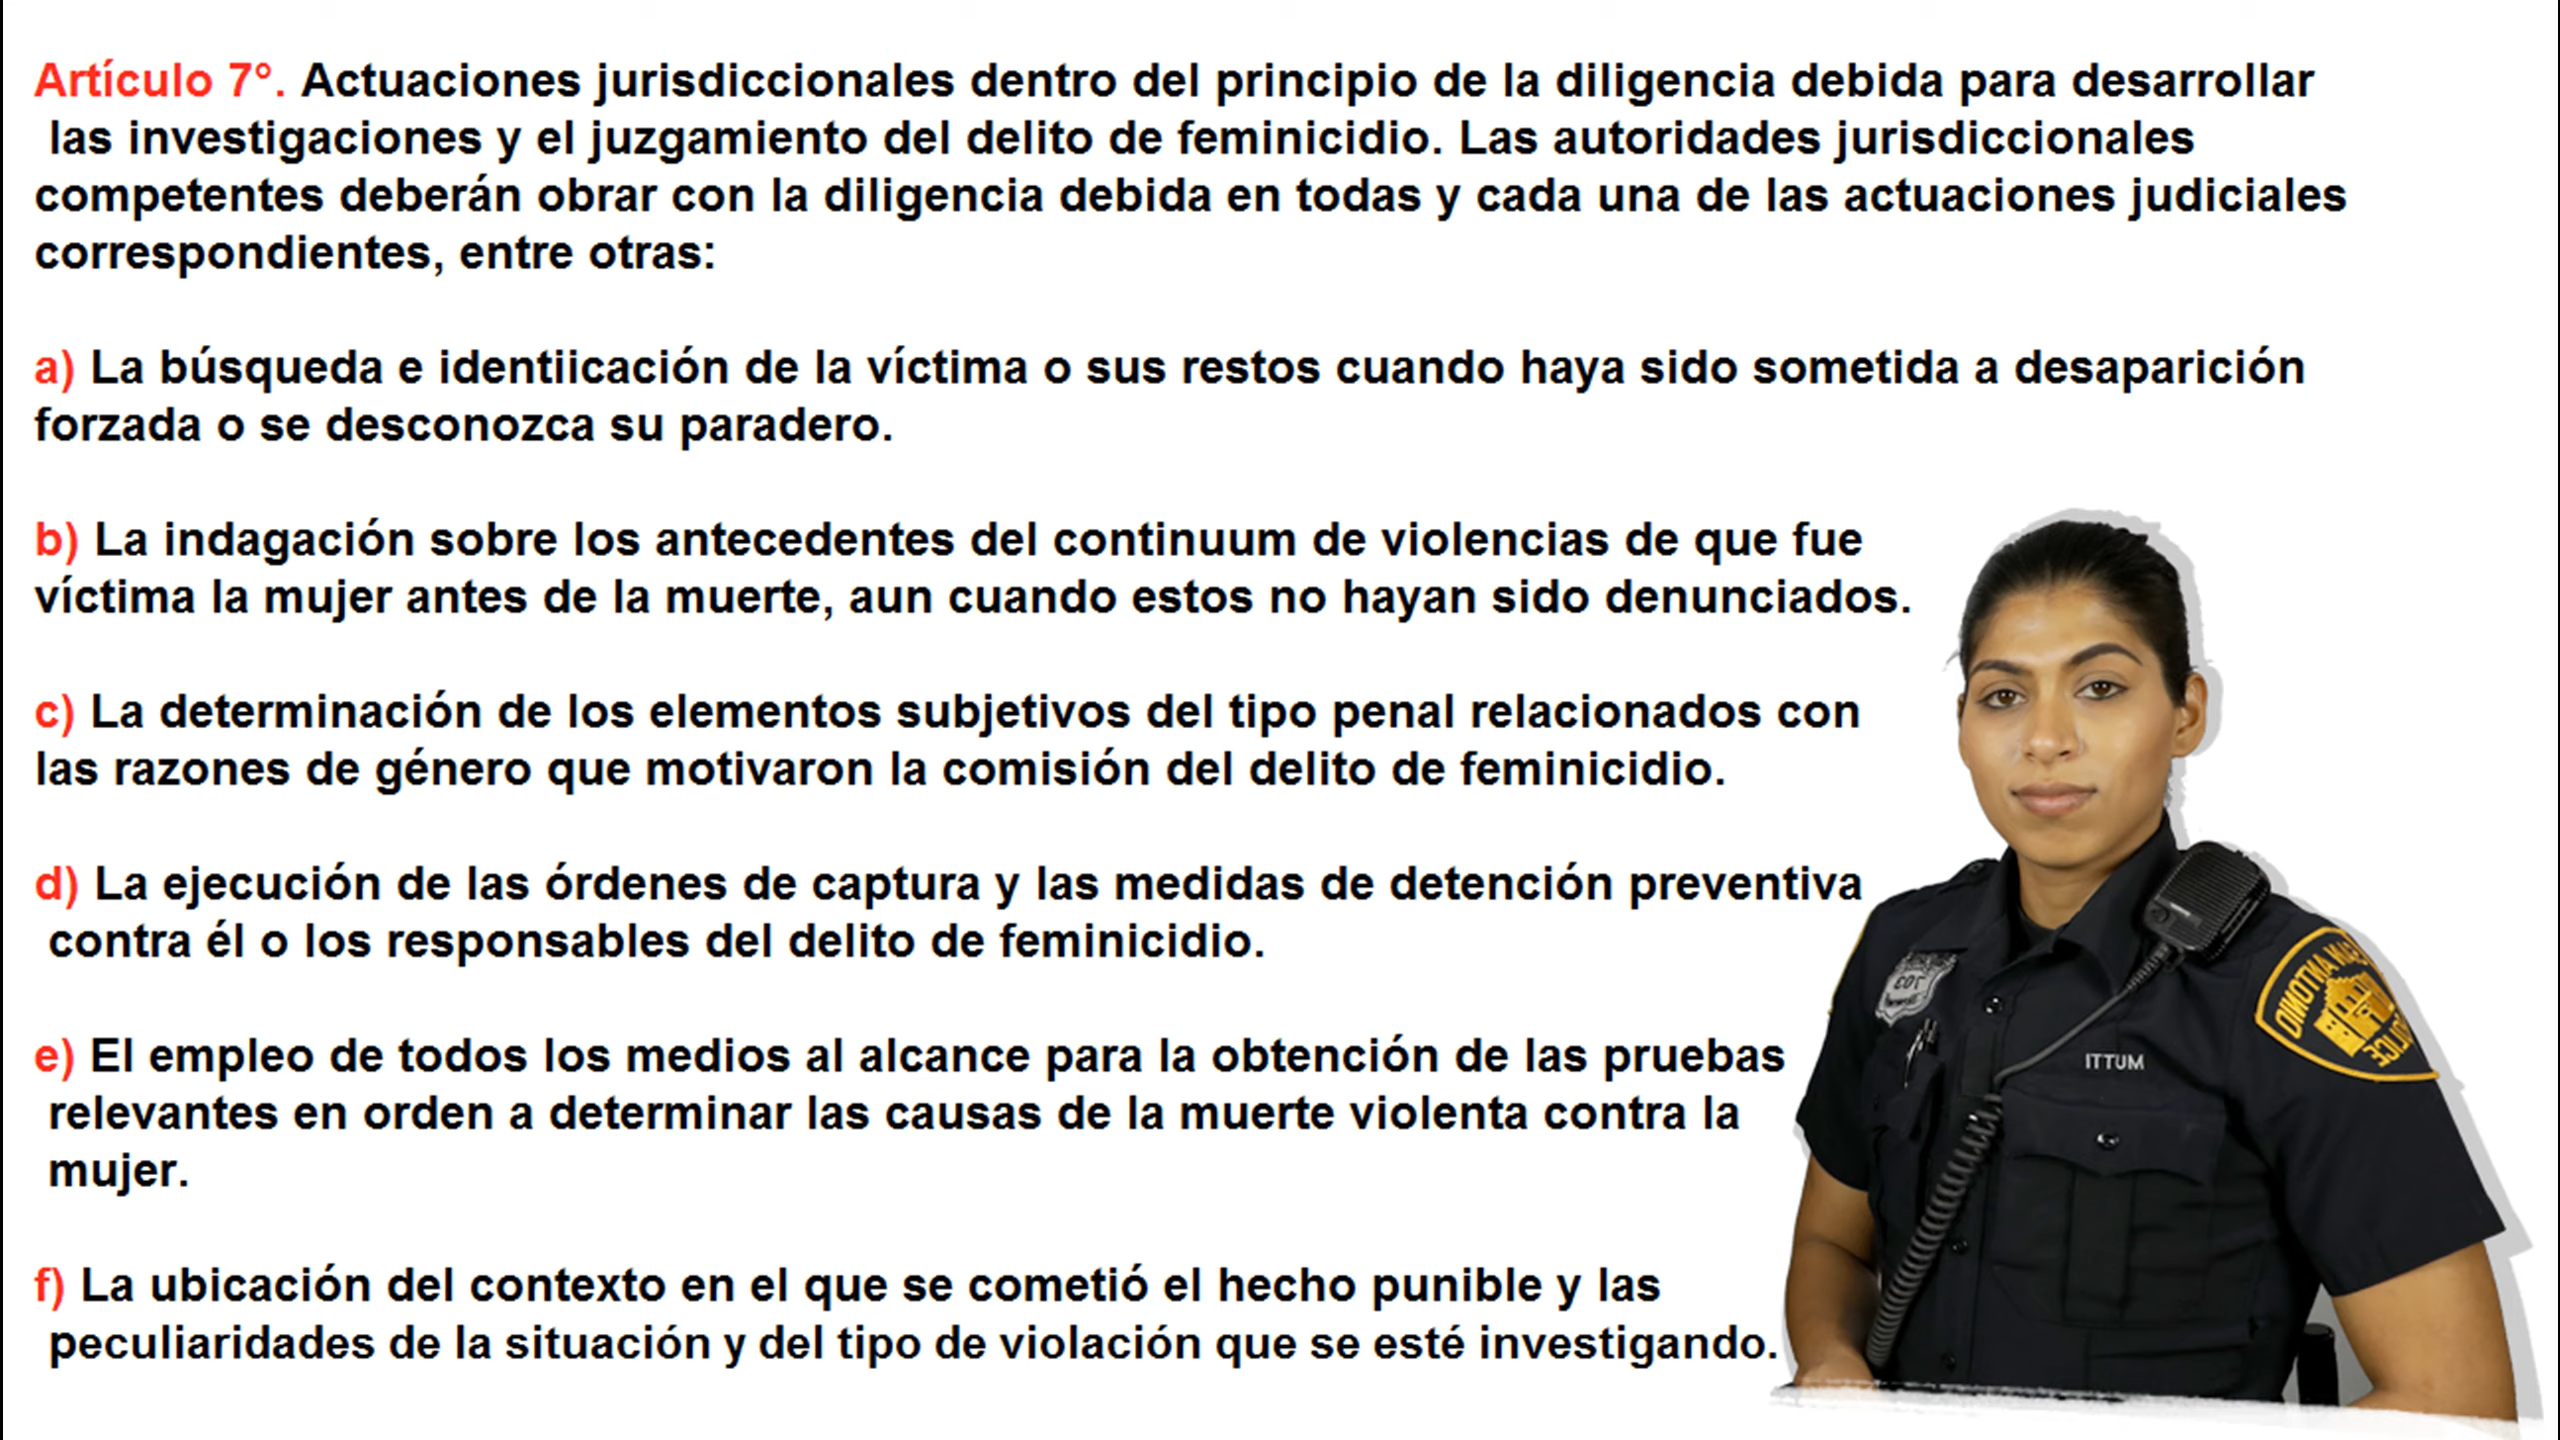 Artículo 7°. Actuaciones jurisdiccionales dentro del principio de la diligencia debida para desarrollar
las investigaciones y el juzgamiento del delito de feminicidio. Las autoridades jurisdiccionales
competentes deberán obrar con la diligencia debida en todas y cada una de las actuaciones judiciales
correspondientes, entre otras:
a) La búsqueda e identiicación de la víctima o sus restos cuando haya sido sometida a desaparición
forzada o se desconozca su paradero.
b) La indagación sobre los antecedentes del continuum de violencias de que fue
víctima la mujer antes de la muerte, aun cuando estos no hayan sido denunciados.
c) La determinación de los elementos subjetivos del tipo penal relacionados con
las razones de género que motivaron la comisión del delito de feminicidio.
d) La ejecución de las órdenes de captura y las medidas de detención preventiva
contra él o los responsables del delito de feminicidio.
e) El empleo de todos los medios al alcance para la obtención de las pruebas
relevantes en orden a determinar las causas de la muerte violenta contra la
mujer.
f) La ubicación del contexto en el que se cometió el hecho punible y las
peculiaridades de la situación y del tipo de violación que se esté investigando.
SAN ANTONIO
POLICE
ITTUM